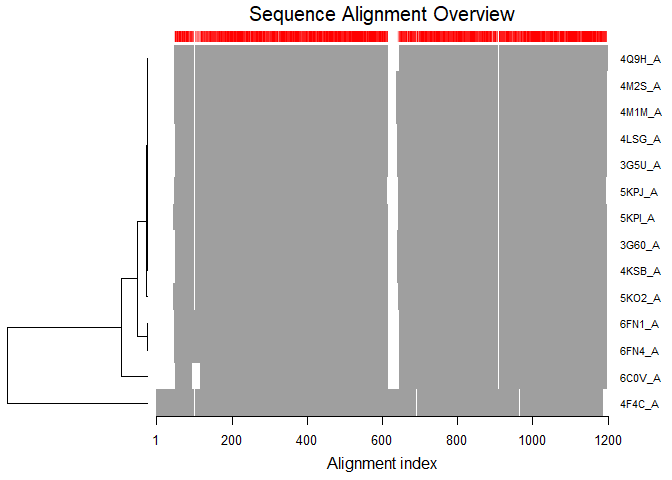 Sequence Alignment Overview
4Q9H_A
4M2S_A
4M1M_A
4LSG_A
3G5U_A
5KPJ_A
5KPI_A
3G60_A
4KSB_A
5KO2_A
6FN1_A
6FN4_A
6C0V_A
4F4C_A
1 200 400 600 800 1000 1200
Alignment index